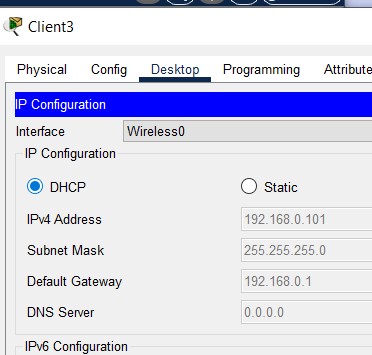 Client3
Physical Config Desktop Programming Attribute
IP Configuration
Interface Wireless0
IP Configuration
DHCP Static
IPv4 Address 192.168.0.101
Subnet Mask 255.255.255.0
Default Gateway 192.168.0.1
DNS Server 0.0.0.0
IPv6 Configuration